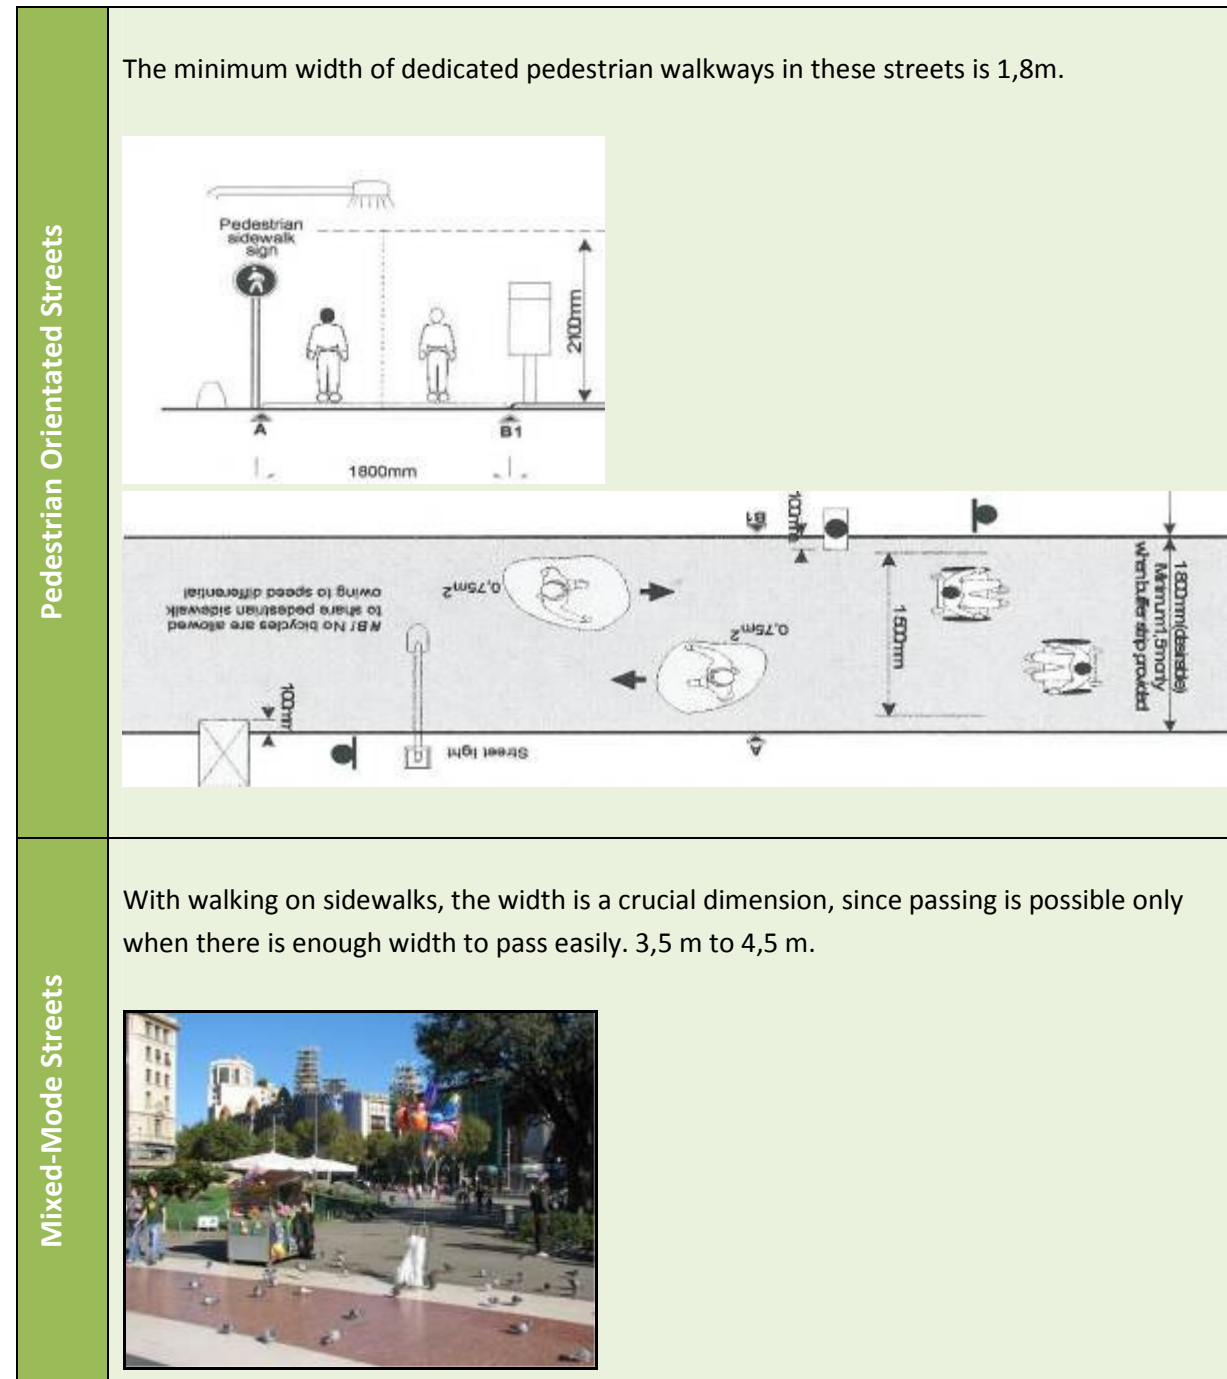 Pedestrian Orientated Streets
The minimum width of dedicated pedestrian walkways in these streets is 1,8m.
Pedestrian
sidewalk
sign
2100mm
A
B1
1800mm
B1
100mm
N.B! No bicycles are allowed
to share pedestrian sidewalk
owing to speed differential
0,75m²
0,75m²
1500mm
1800mm(desirable)
Minimum 1,5m only
when buffer strip provided
100mm
Street light
A
Mixed-Mode Streets
With walking on sidewalks, the width is a crucial dimension, since passing is possible only
when there is enough width to pass easily. 3,5 m to 4,5 m.